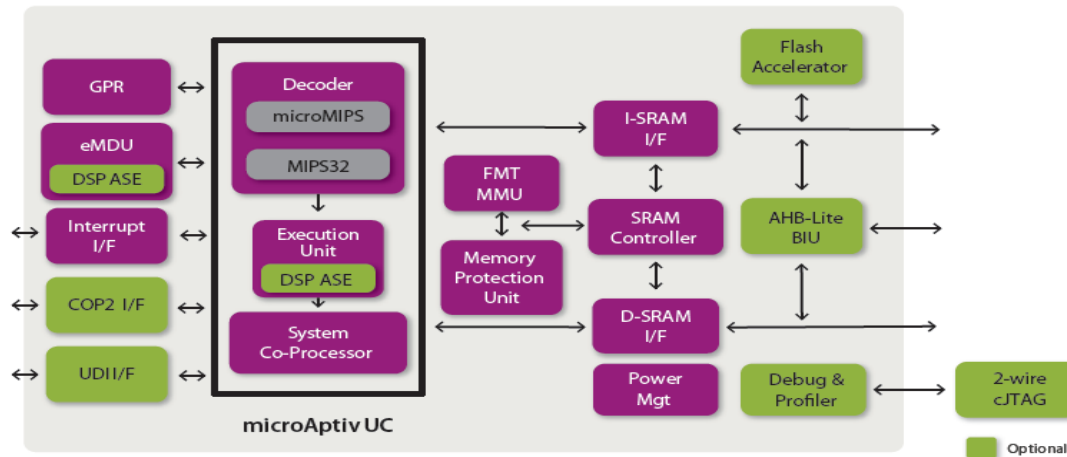 Flash
Accelerator
GPR
Decoder
microMIPS
MIPS32
eMDU
DSP ASE
I-SRAM
I/F
FMT
MMU
Interrupt
I/F
Execution
Unit
DSP ASE
SRAM
Controller
AHB-Lite
BIU
Memory
Protection
Unit
COP2 I/F
System
Co-Processor
D-SRAM
I/F
UDI I/F
Power
Mgt
Debug &
Profiler
2-wire
cJTAG
microAptiv UC
Optional